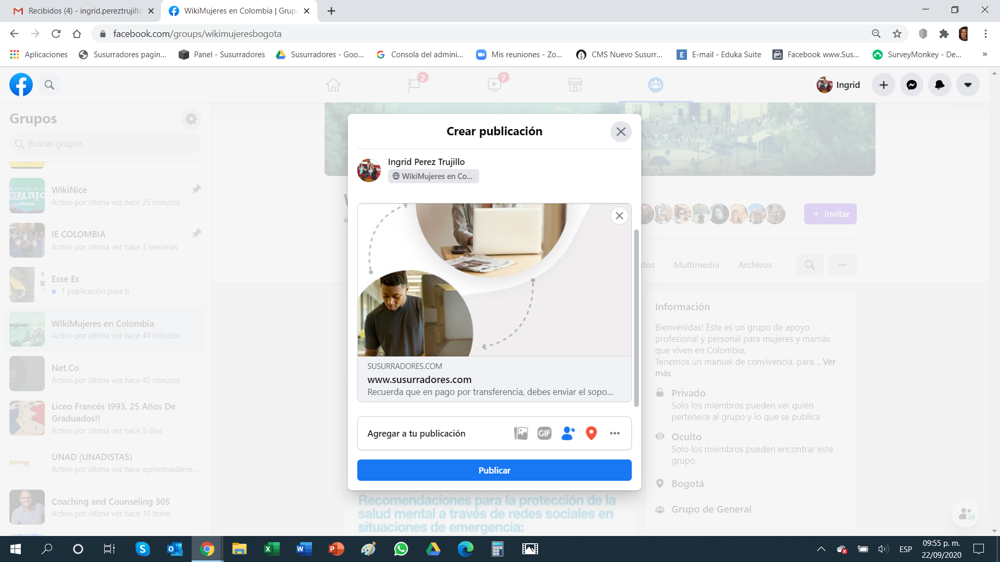 Recibidos (4) - ingrid.pereztrujillo
WikiMujeres en Colombia | Grup
facebook.com/groups/wikimujeresbogota
Aplicaciones
Susurradores pagin...
Panel - Susurradores
Susurradores - Goo...
Consola del admini...
Mis reuniones - Zo...
CMS Nuevo Susurr...
E-mail - Eduka Suite
Facebook www.Sus...
SurveyMonkey - De...
»
2
7
Ingrid
Grupos
Buscar grupos
WikiNice
Activo por última vez hace 25 minutos
IE COLOMBIA
Activo por última vez hace 3 semanas
Esse Es
1 publicación para ti
WikiMujeres en Colombia
Activo por última vez hace 44 minutos
Net.Co
Activo por última vez hace 42 minutos
Liceo Francés 1993, 25 Años De
Graduados!!
Activo por última vez hace 5 días
UNAD (UNADISTAS)
Activo por última vez hace aproximadame...
Coaching and Counseling 305
Activo por última vez hace 10 horas
Crear publicación
Ingrid Perez Trujillo
WikiMujeres en Co...
SUSURRADORES.COM
www.susurradores.com
Recuerda que en pago por transferencia, debes enviar el sopo...
Agregar a tu publicación
GIF
Publicar
Recomendaciones para la protección de la
salud mental a través de redes sociales en
situaciones de emergencia:
+ Invitar
tos
Multimedia
Archivos
Información
Bienvenidas! Este es un grupo de apoyo
profesional y personal para mujeres y mamás
que viven en Colombia.
Tenemos un manual de convivencia, para... Ver
más
Privado
Solo los miembros pueden ver quién
pertenece al grupo y lo que se publica
Oculto
Solo los miembros pueden encontrar este
grupo.
Bogotá
Grupo de General
24
ESP
09:55 p. m.
22/09/2020